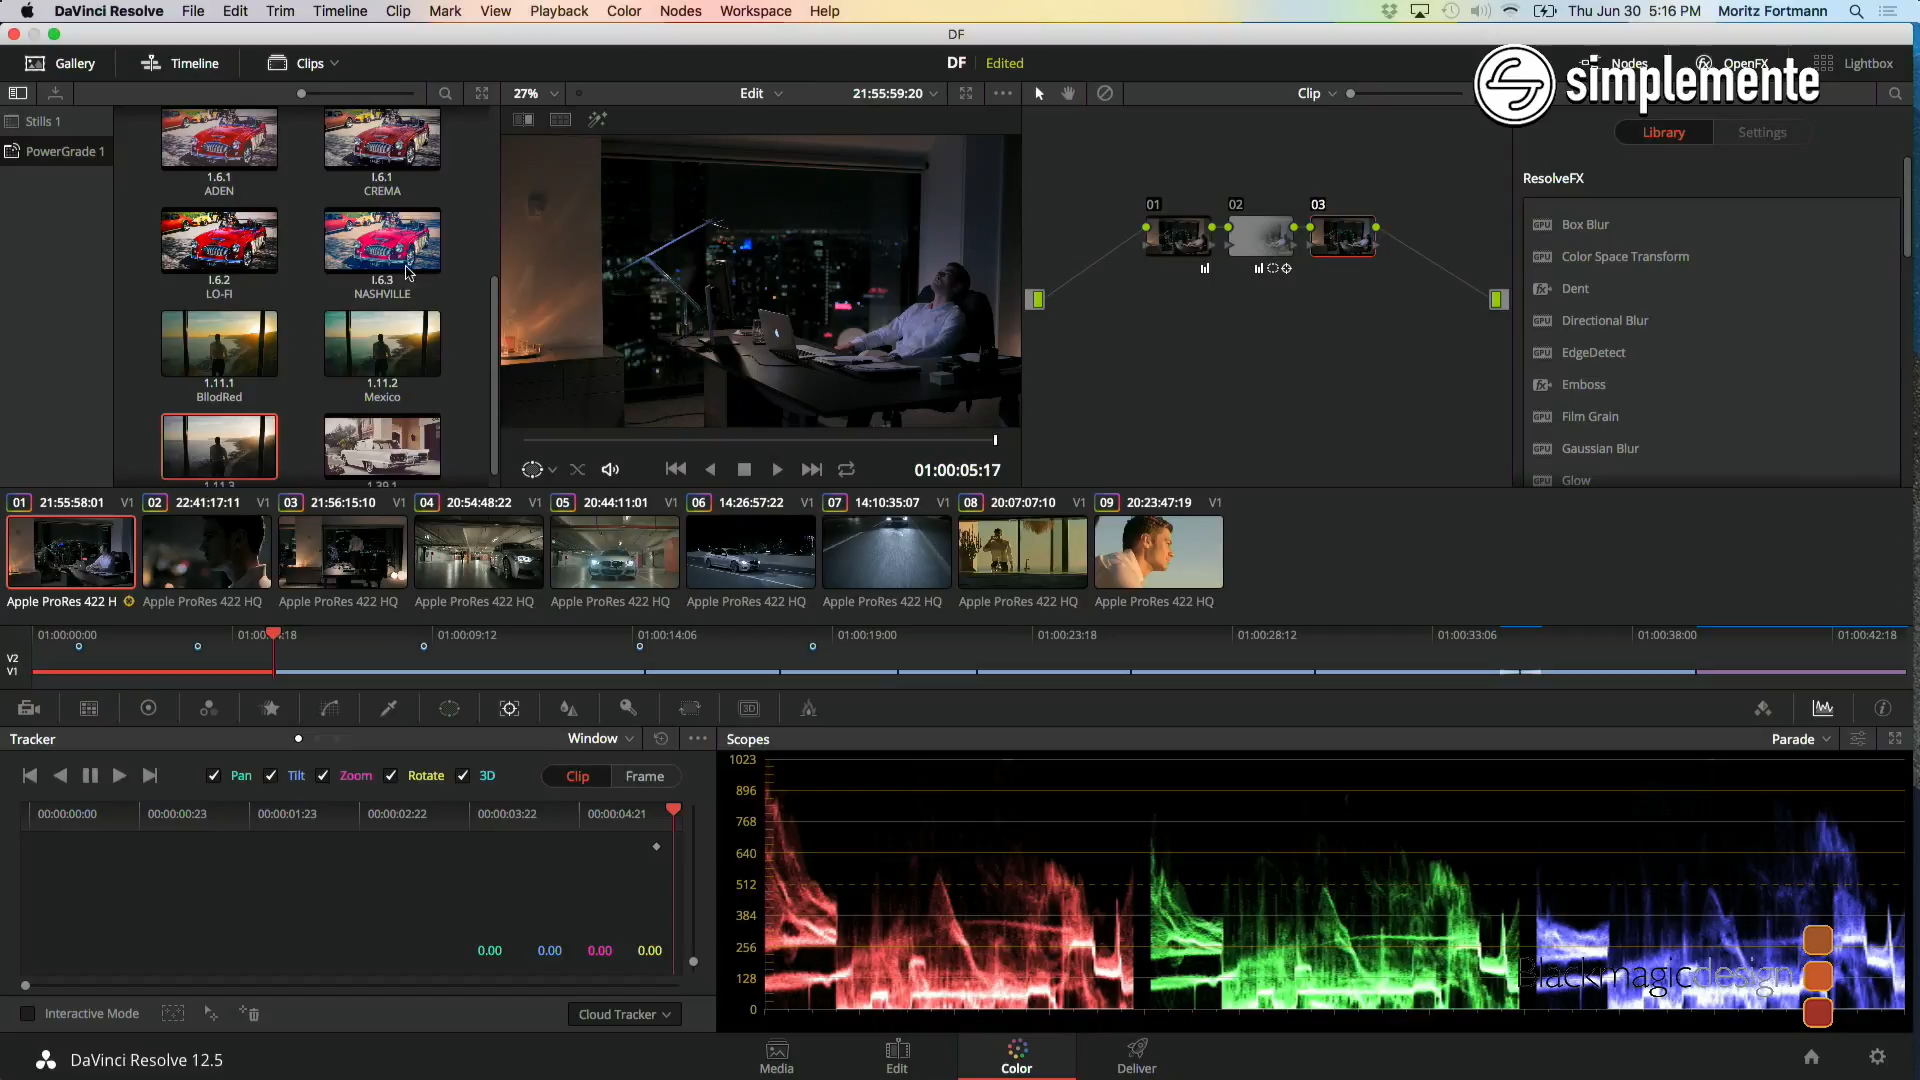 DaVinci Resolve File Edit Trim Timeline Clip Mark View Playback Color Nodes Workspace Help Thu Jun 30 5:16 PM Moritz Fortmann
DF
Gallery Timeline Clips DF Edited Nodes OpenFX Lightbox
simplemente
27% Edit 21:55:59:20 Clip
Stills 1
PowerGrade 1
Library Settings
1.6.1 I.6.1
ADEN CREMA
I.6.2 I.6.3
LO-FI NASHVILLE
1.11.1 1.11.2
BllodRed Mexico
1.11.3 1.39.1
01 02 03
ResolveFX
GPU Box Blur
GPU Color Space Transform
fx Dent
GPU Directional Blur
GPU EdgeDetect
fx Emboss
GPU Film Grain
GPU Gaussian Blur
GPU Glow
01:00:05:17
01 21:55:58:01 V1 02 22:41:17:11 V1 03 21:56:15:10 V1 04 20:54:48:22 V1 05 20:44:11:01 V1 06 14:26:57:22 V1 07 14:10:35:07 V1 08 20:07:07:10 V1 09 20:23:47:19 V1
Apple ProRes 422 H Apple ProRes 422 HQ Apple ProRes 422 HQ Apple ProRes 422 HQ Apple ProRes 422 HQ Apple ProRes 422 HQ Apple ProRes 422 HQ Apple ProRes 422 HQ Apple ProRes 422 HQ
01:00:00:00 01:00: :18 01:00:09:12 01:00:14:06 01:00:19:00 01:00:23:18 01:00:28:12 01:00:33:06 01:00:38:00 01:00:42:18
V2
V1
3D
Tracker Window Scopes Parade
Pan Tilt Zoom Rotate 3D Clip Frame
00:00:00:00 00:00:00:23 00:00:01:23 00:00:02:22 00:00:03:22 00:00:04:21
0.00 0.00 0.00 0.00
1023
896
768
640
512
384
256
128
0
Blackmagicdesign
Interactive Mode Cloud Tracker
DaVinci Resolve 12.5 Media Edit Color Deliver